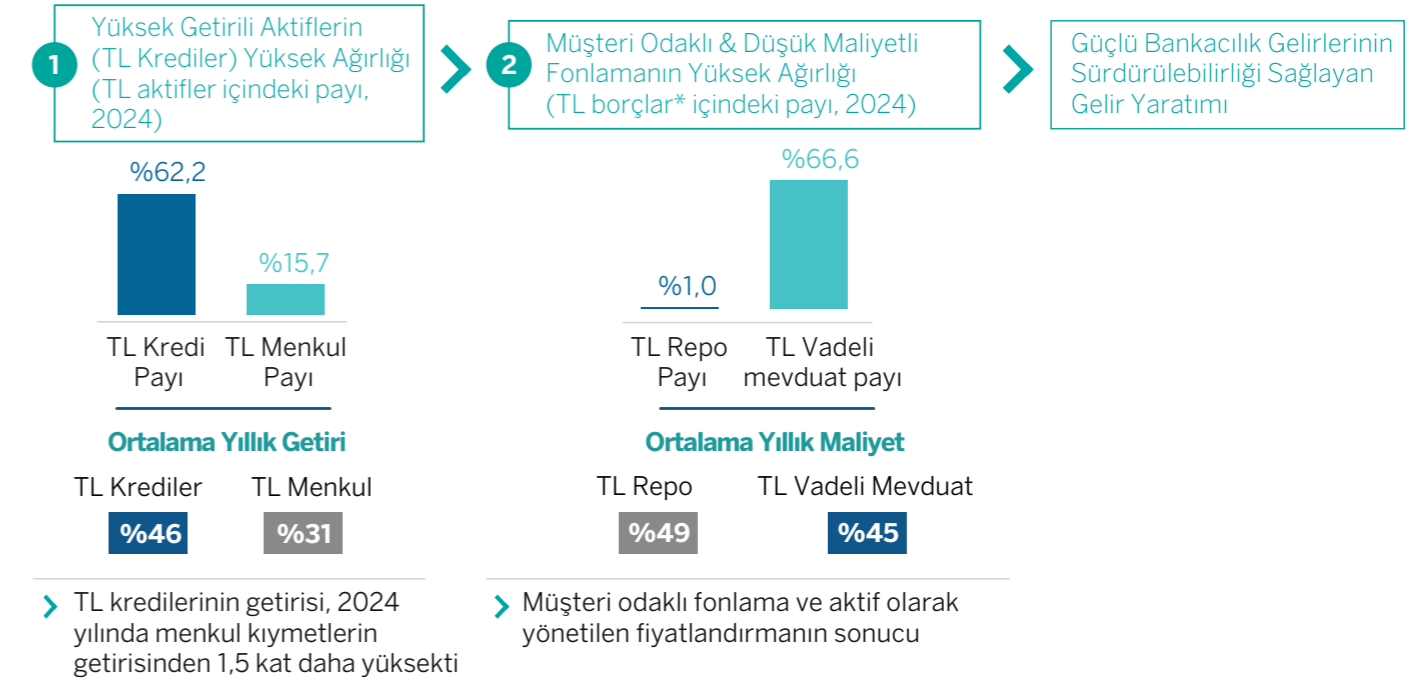 1
Yüksek Getirili Aktiflerin
(TL Krediler) Yüksek Ağırlığı
(TL aktifler içindeki payı,
2024)
2
Müşteri Odaklı & Düşük Maliyetli
Fonlamanın Yüksek Ağırlığı
(TL borçlar* içindeki payı, 2024)
Güçlü Bankacılık Gelirlerinin
Sürdürülebilirliği Sağlayan
Gelir Yaratımı
%62,2
%15,7
TL Kredi
Payı
TL Menkul
Payı
Ortalama Yıllık Getiri
TL Krediler
TL Menkul
%46
%31
TL kredilerinin getirisi, 2024
yılında menkul kıymetlerin
getirisinden 1,5 kat daha yüksekti
%1,0
%66,6
TL Repo
Payı
TL Vadeli
mevduat payı
Ortalama Yıllık Maliyet
TL Repo
TL Vadeli Mevduat
%49
%45
Müşteri odaklı fonlama ve aktif olarak
yönetilen fiyatlandırmanın sonucu